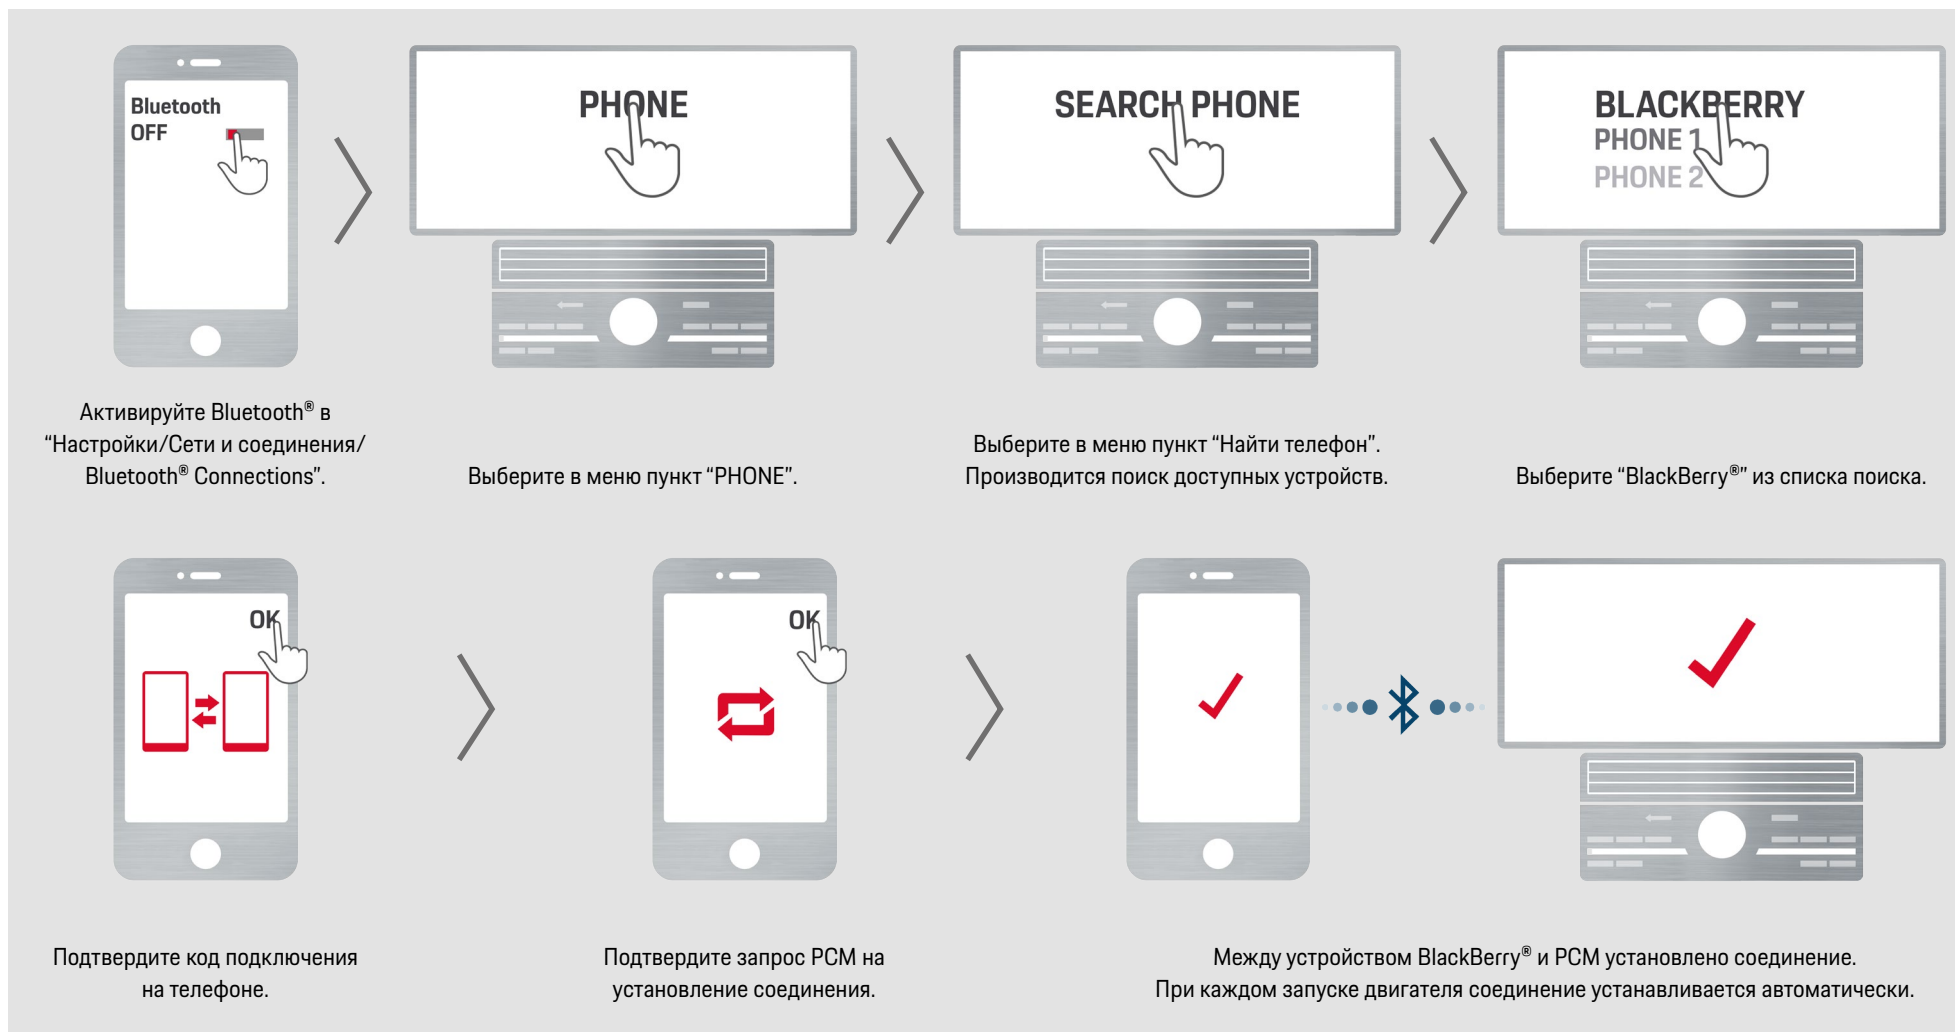 Bluetooth
OFF
PHONE
SEARCH PHONE
BLACKBERRY
PHONE 1
PHONE 2
Активируйте Bluetooth® в
“Настройки/Сети и соединения/
Bluetooth® Connections”.
Выберите в меню пункт “PHONE”.
Выберите в меню пункт “Найти телефон”.
Производится поиск доступных устройств.
Выберите “BlackBerry®” из списка поиска.
OK
OK
Подтвердите код подключения
на телефоне.
Подтвердите запрос PCM на
установление соединения.
Между устройством BlackBerry® и PCM установлено соединение.
При каждом запуске двигателя соединение устанавливается автоматически.